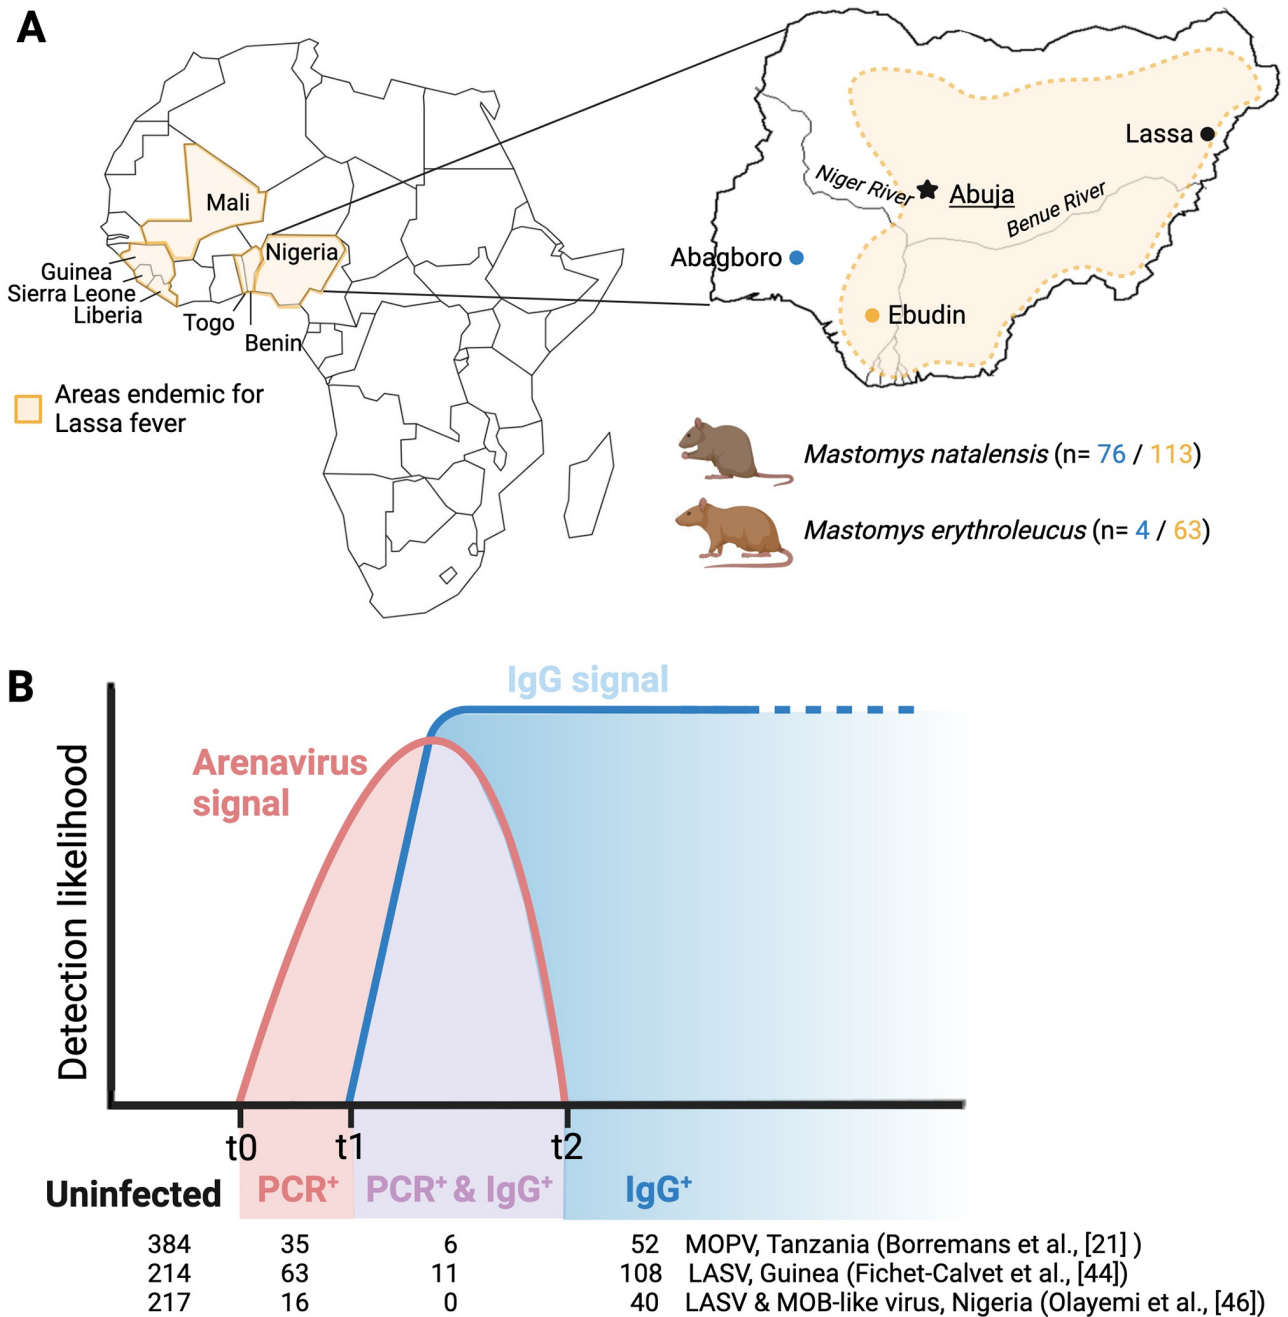 A
Mali
Nigeria
Guinea
Sierra Leone
Liberia
Togo
Benin
Areas endemic for
Lassa fever
Lassa
Niger River
Abuja
Benue River
Abagboro
Ebudin
Mastomys natalensis (n= 76 / 113)
Mastomys erythroleucus (n= 4 / 63)
B
IgG signal
Arenavirus
signal
Detection likelihood
t0 t1 t2
Uninfected PCR⁺ PCR⁺ & IgG⁺ IgG⁺
384 35 6 52 MOPV, Tanzania (Borremans et al., [21] )
214 63 11 108 LASV, Guinea (Fichet-Calvet et al., [44])
217 16 0 40 LASV & MOB-like virus, Nigeria (Olayemi et al., [46])